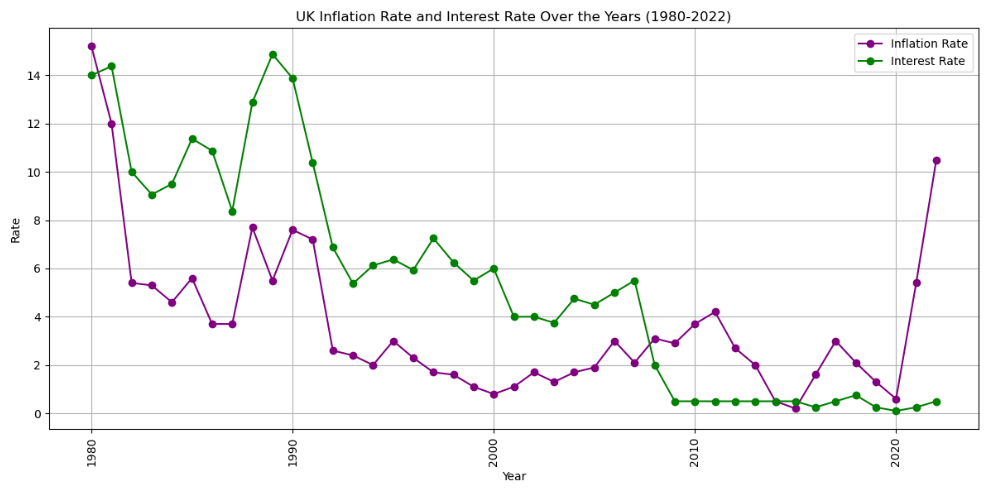 UK Inflation Rate and Interest Rate Over the Years (1980-2022)
Inflation Rate
Interest Rate
Rate
14
12
10
8
6
4
2
0
1980
1990
2000
2010
2020
Year